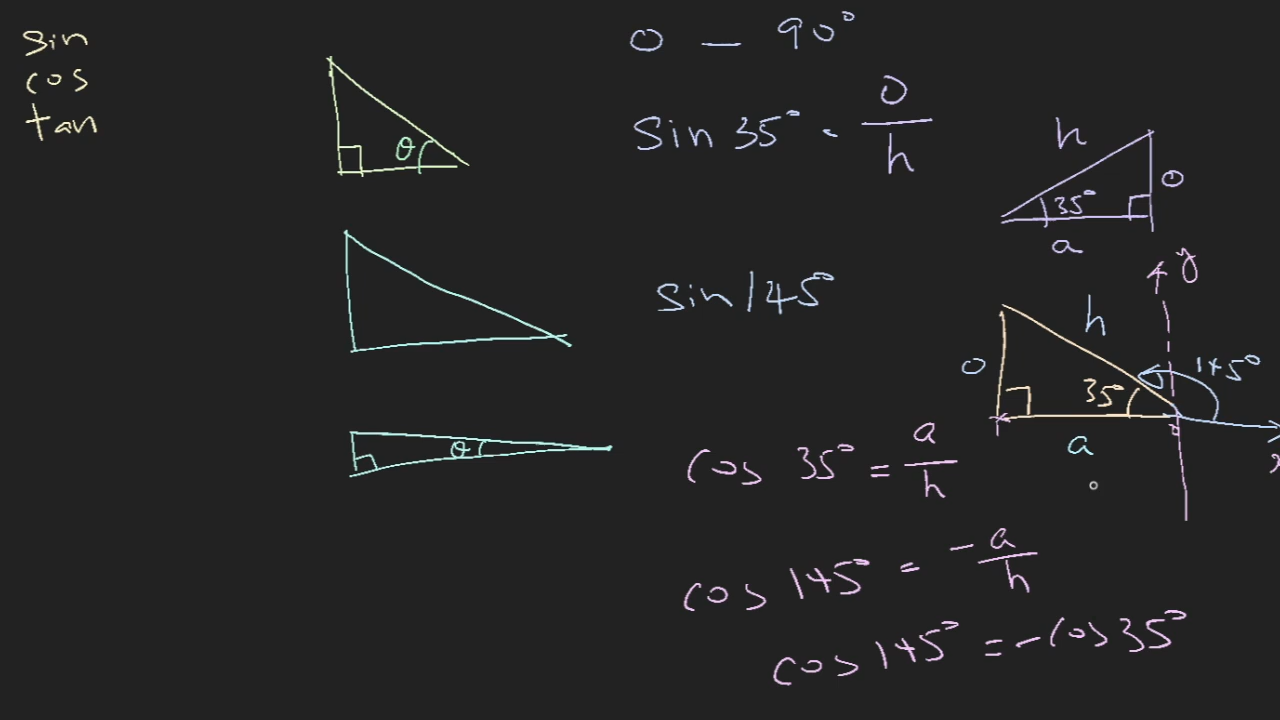 sin
cos
tan
θ
θ
0 — 90°
sin 35° = o/h
h
o
35°
a
y
sin 145°
h
o
35°
145°
a
x
cos 35° = a/h
cos 145° = -a/h
cos 145° = -cos 35°